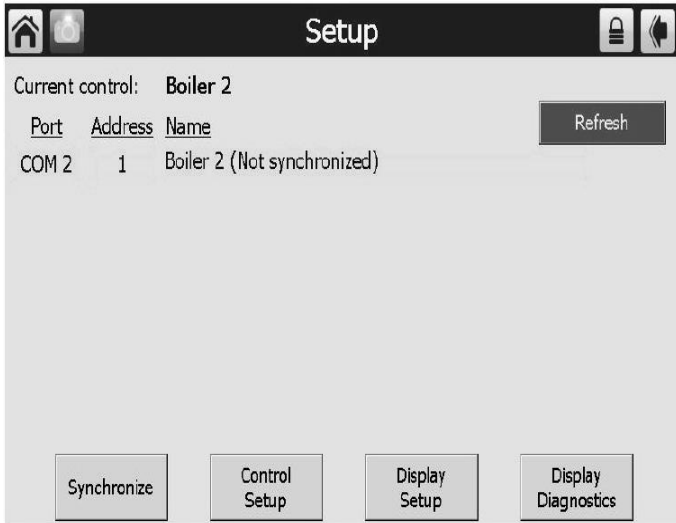 Setup
Current control: Boiler 2
Refresh
Port Address Name
COM 2 1 Boiler 2 (Not synchronized)
Synchronize
Control
Setup
Display
Setup
Display
Diagnostics